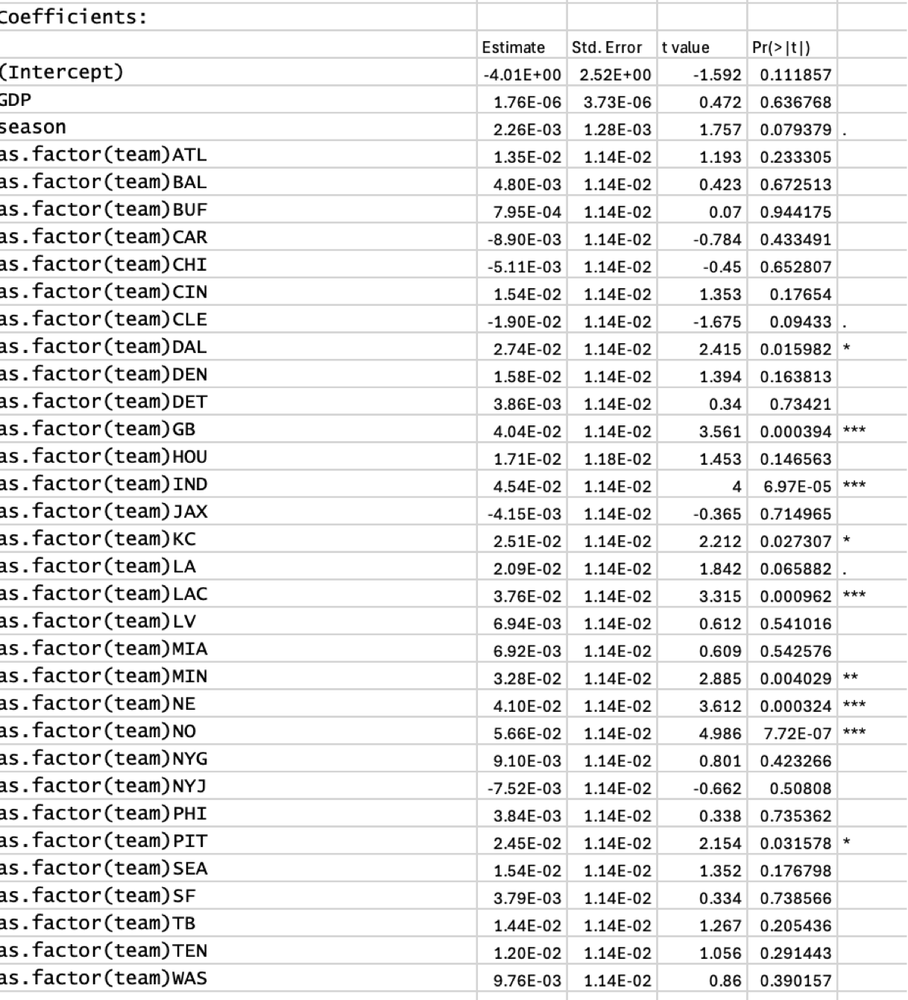 Coefficients:
Estimate Std. Error t value Pr(>|t|)
(Intercept) -4.01E+00 2.52E+00 -1.592 0.111857
GDP 1.76E-06 3.73E-06 0.472 0.636768
season 2.26E-03 1.28E-03 1.757 0.079379 .
as.factor(team)ATL 1.35E-02 1.14E-02 1.193 0.233305
as.factor(team)BAL 4.80E-03 1.14E-02 0.423 0.672513
as.factor(team)BUF 7.95E-04 1.14E-02 0.07 0.944175
as.factor(team)CAR -8.90E-03 1.14E-02 -0.784 0.433491
as.factor(team)CHI -5.11E-03 1.14E-02 -0.45 0.652807
as.factor(team)CIN 1.54E-02 1.14E-02 1.353 0.17654
as.factor(team)CLE -1.90E-02 1.14E-02 -1.675 0.09433 .
as.factor(team)DAL 2.74E-02 1.14E-02 2.415 0.015982 *
as.factor(team)DEN 1.58E-02 1.14E-02 1.394 0.163813
as.factor(team)DET 3.86E-03 1.14E-02 0.34 0.73421
as.factor(team)GB 4.04E-02 1.14E-02 3.561 0.000394 ***
as.factor(team)HOU 1.71E-02 1.18E-02 1.453 0.146563
as.factor(team)IND 4.54E-02 1.14E-02 4 6.97E-05 ***
as.factor(team)JAX -4.15E-03 1.14E-02 -0.365 0.714965
as.factor(team)KC 2.51E-02 1.14E-02 2.212 0.027307 *
as.factor(team)LA 2.09E-02 1.14E-02 1.842 0.065882 .
as.factor(team)LAC 3.76E-02 1.14E-02 3.315 0.000962 ***
as.factor(team)LV 6.94E-03 1.14E-02 0.612 0.541016
as.factor(team)MIA 6.92E-03 1.14E-02 0.609 0.542576
as.factor(team)MIN 3.28E-02 1.14E-02 2.885 0.004029 **
as.factor(team)NE 4.10E-02 1.14E-02 3.612 0.000324 ***
as.factor(team)NO 5.66E-02 1.14E-02 4.986 7.72E-07 ***
as.factor(team)NYG 9.10E-03 1.14E-02 0.801 0.423266
as.factor(team)NYJ -7.52E-03 1.14E-02 -0.662 0.50808
as.factor(team)PHI 3.84E-03 1.14E-02 0.338 0.735362
as.factor(team)PIT 2.45E-02 1.14E-02 2.154 0.031578 *
as.factor(team)SEA 1.54E-02 1.14E-02 1.352 0.176798
as.factor(team)SF 3.79E-03 1.14E-02 0.334 0.738566
as.factor(team)TB 1.44E-02 1.14E-02 1.267 0.205436
as.factor(team)TEN 1.20E-02 1.14E-02 1.056 0.291443
as.factor(team)WAS 9.76E-03 1.14E-02 0.86 0.390157